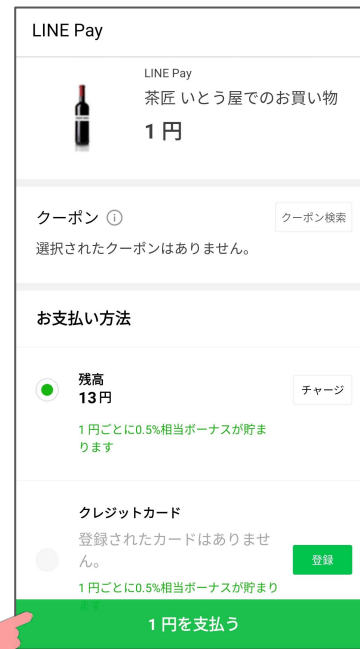 LINE Pay
LINE Pay
茶匠 いとう屋でのお買い物
1 円
クーポン
クーポン検索
選択されたクーポンはありません。
お支払い方法
残高
13円
チャージ
1 円ごとに0.5%相当ボーナスが貯ま
ります
クレジットカード
登録されたカードはありませ
ん。
登録
1 円ごとに0.5%相当ボーナスが貯まり
ます
1 円を支払う